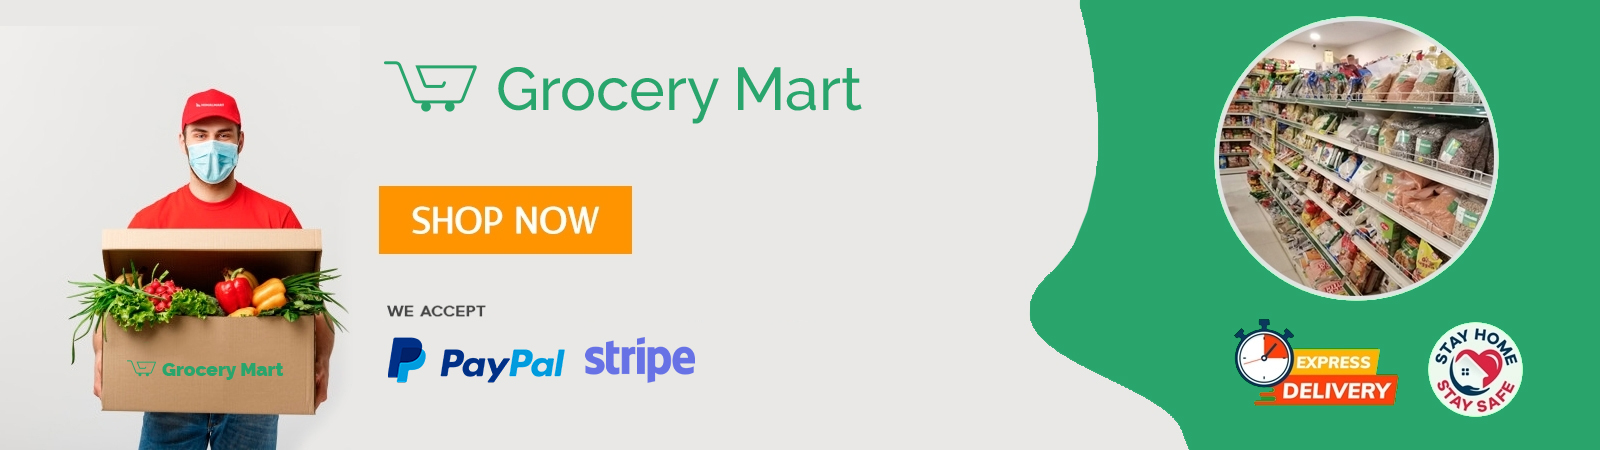 Grocery Mart
SHOP NOW
WE ACCEPT
PayPal stripe
Grocery Mart
EXPRESS
DELIVERY
STAY HOME
STAY SAFE